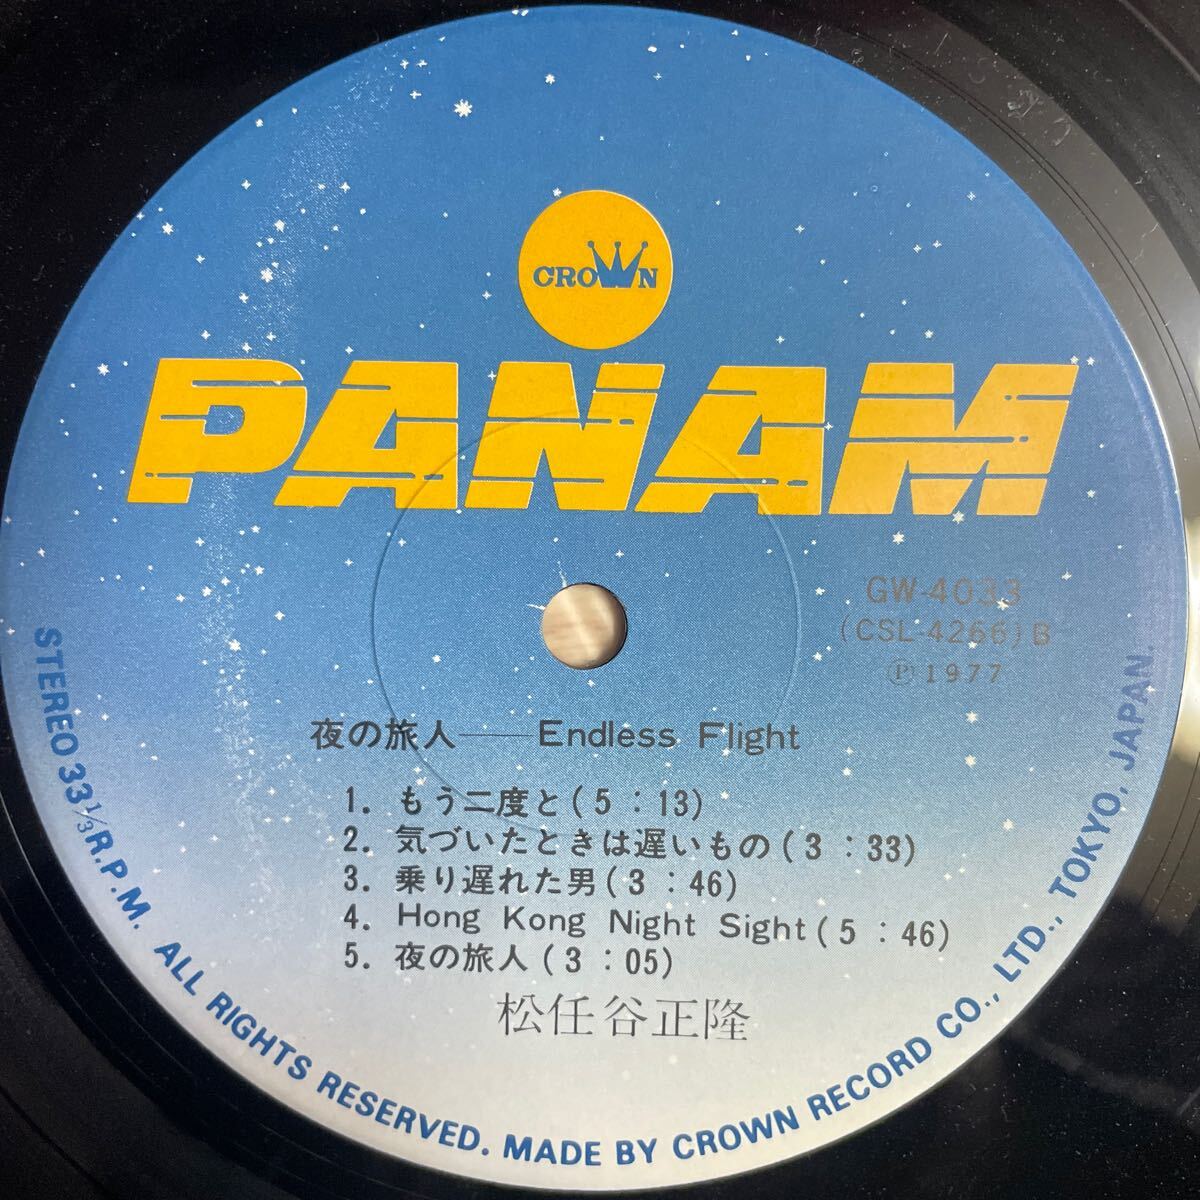 CROWN
PANAM
GW-4033
(CSL-4266) B
Ⓟ 1977
夜の旅人——Endless Flight
1. もう二度と(5:13)
2. 気づいたときは遅いもの(3:33)
3. 乗り遅れた男(3:46)
4. Hong Kong Night Sight(5:46)
5. 夜の旅人(3:05)
松任谷正隆
STEREO 33 1/3 R.P.M. ALL RIGHTS RESERVED. MADE BY CROWN RECORD CO., LTD., TOKYO, JAPAN.